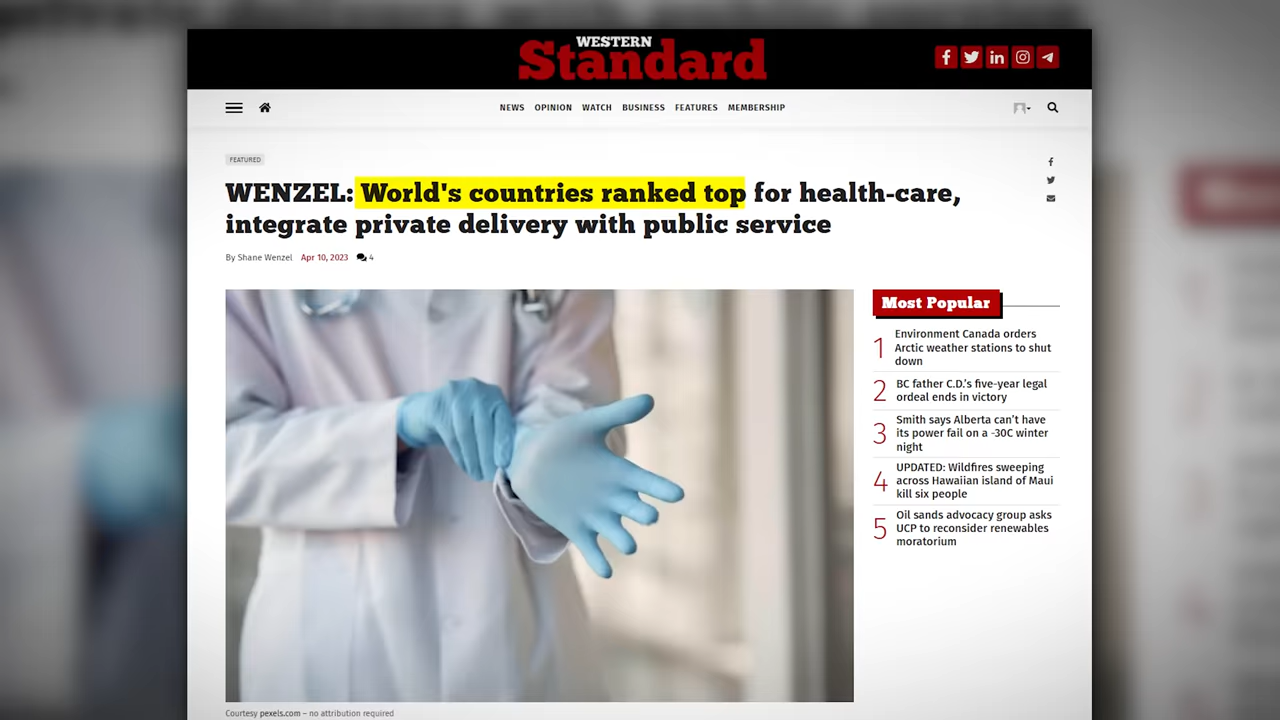 WESTERN
Standard
NEWS OPINION WATCH BUSINESS FEATURES MEMBERSHIP
FEATURED
WENZEL: World's countries ranked top for health-care,
integrate private delivery with public service
By Shane Wenzel Apr 10, 2023 4
Most Popular
1 Environment Canada orders
Arctic weather stations to shut
down
2 BC father C.D.'s five-year legal
ordeal ends in victory
3 Smith says Alberta can't have
its power fail on a -30C winter
night
4 UPDATED: Wildfires sweeping
across Hawaiian island of Maui
kill six people
5 Oil sands advocacy group asks
UCP to reconsider renewables
moratorium
Courtesy pexels.com – no attribution required